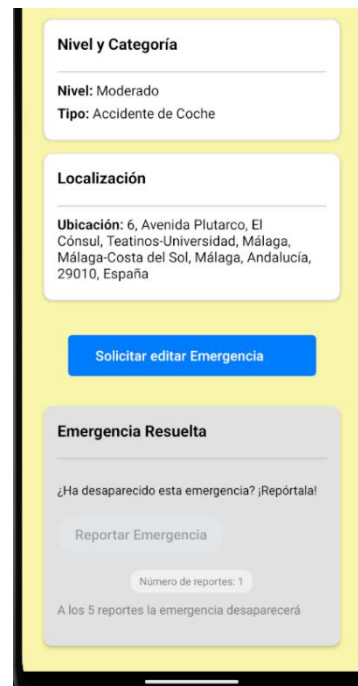 Nivel y Categoría
Nivel: Moderado
Tipo: Accidente de Coche
Localización
Ubicación: 6, Avenida Plutarco, El
Cónsul, Teatinos-Universidad, Málaga,
Málaga-Costa del Sol, Málaga, Andalucía,
29010, España
Solicitar editar Emergencia
Emergencia Resuelta
¿Ha desaparecido esta emergencia? ¡Repórtala!
Reportar Emergencia
Número de reportes: 1
A los 5 reportes la emergencia desaparecerá